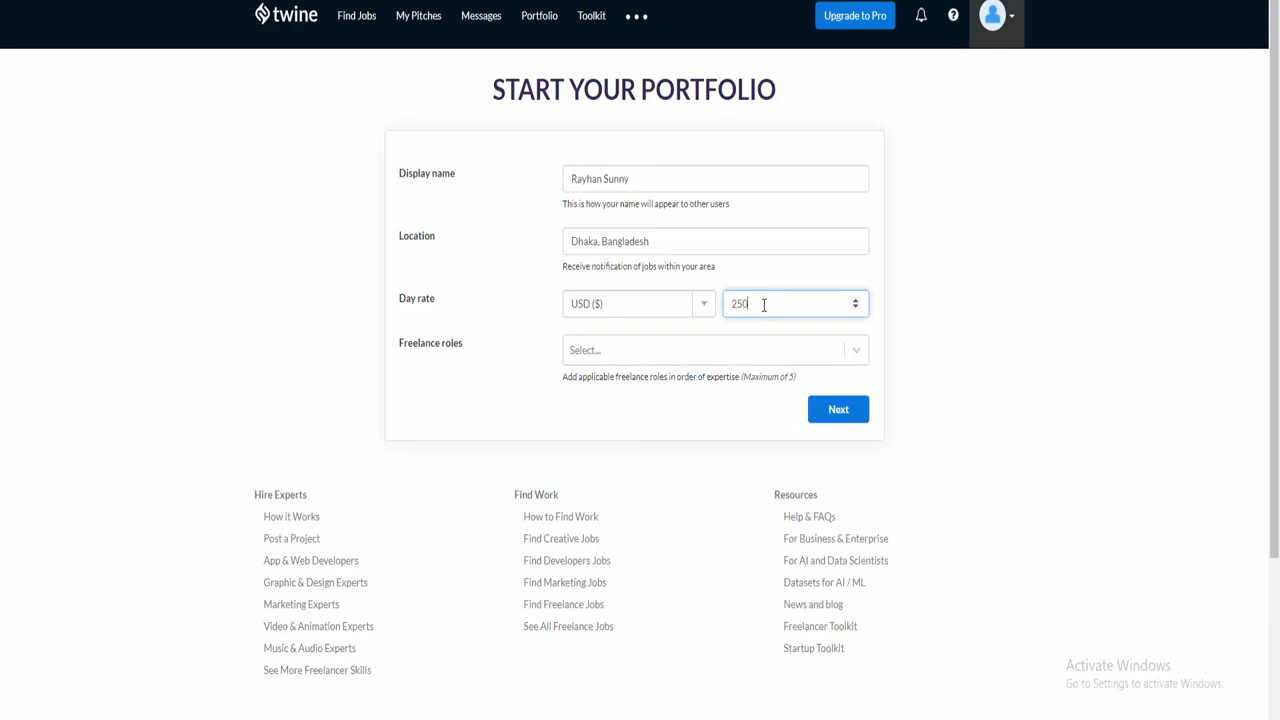 twine Find Jobs My Pitches Messages Portfolio Toolkit ••• Upgrade to Pro
START YOUR PORTFOLIO
Display name
Rayhan Sunny
This is how your name will appear to other users
Location
Dhaka, Bangladesh
Receive notification of jobs within your area
Day rate
USD ($) 250
Freelance roles
Select...
Add applicable freelance roles in order of expertise (Maximum of 5)
Next
Hire Experts
How it Works
Post a Project
App & Web Developers
Graphic & Design Experts
Marketing Experts
Video & Animation Experts
Music & Audio Experts
See More Freelancer Skills
Find Work
How to Find Work
Find Creative Jobs
Find Developers Jobs
Find Marketing Jobs
Find Freelance Jobs
See All Freelance Jobs
Resources
Help & FAQs
For Business & Enterprise
For AI and Data Scientists
Datasets for AI / ML
News and blog
Freelancer Toolkit
Startup Toolkit
Activate Windows
Go to Settings to activate Windows.